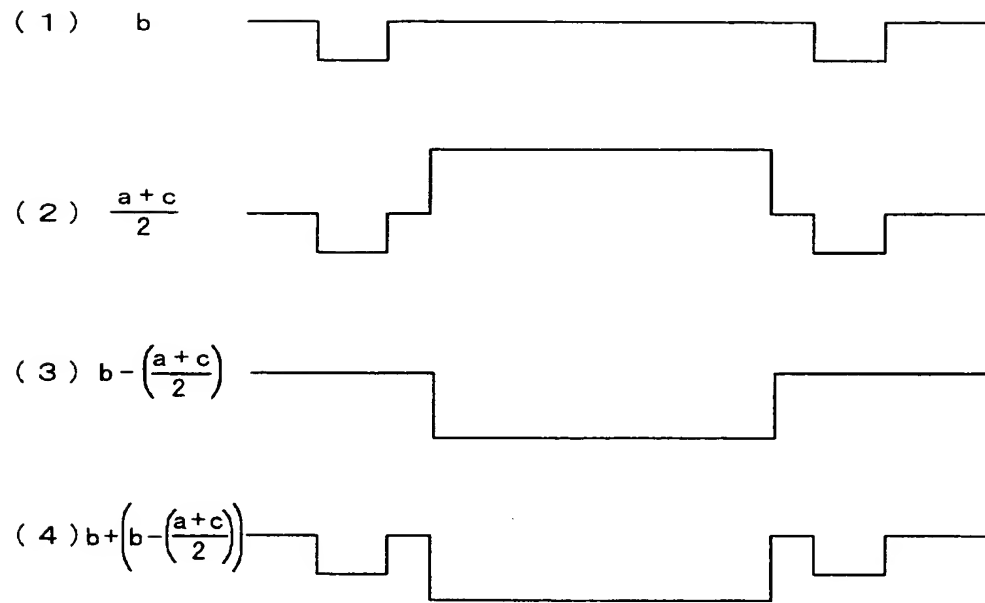 (1) b
(2) a+c/2
(3) b-(a+c/2)
(4) b+(b-(a+c/2))